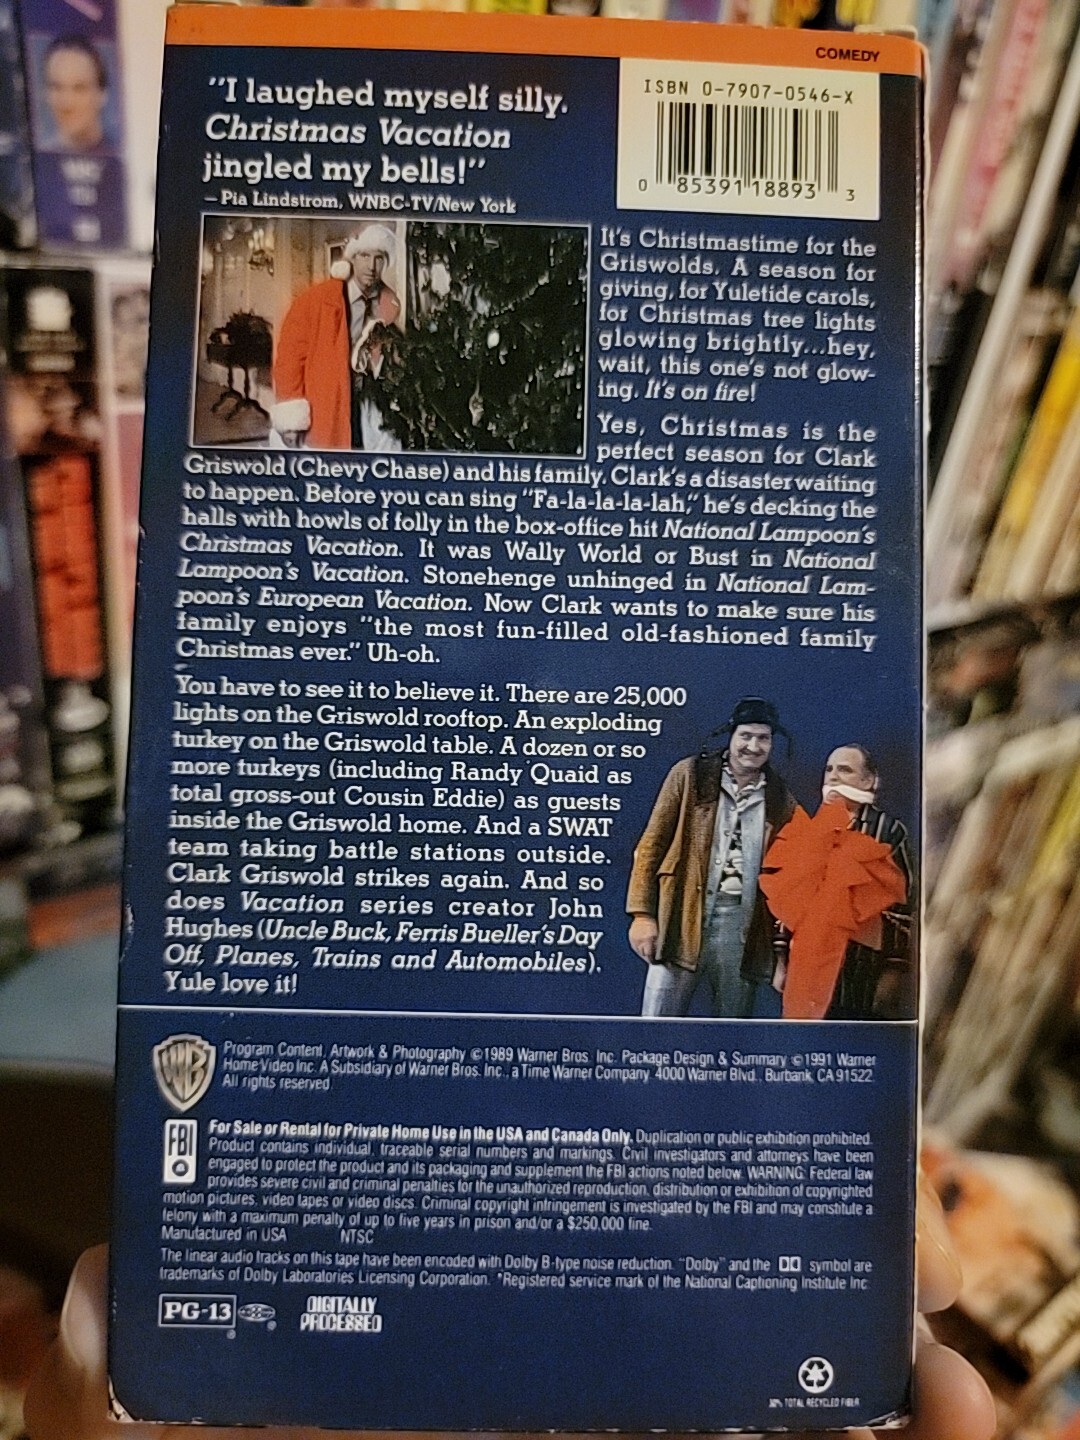 COMEDY
"I laughed myself silly.
Christmas Vacation
jingled my bells!"
– Pia Lindstrom, WNBC-TV/New York
ISBN 0-7907-0546-X
0 85391 18893 3
It's Christmastime for the
Griswolds. A season for
giving, for Yuletide carols,
for Christmas tree lights
glowing brightly...hey,
wait, this one's not glow-
ing. It's on fire!
Yes, Christmas is the
perfect season for Clark
Griswold (Chevy Chase) and his family. Clark's a disaster waiting
to happen. Before you can sing "Fa-la-la-la-lah," he's decking the
halls with howls of folly in the box-office hit National Lampoon's
Christmas Vacation. It was Wally World or Bust in National
Lampoon's Vacation. Stonehenge unhinged in National Lam-
poon's European Vacation. Now Clark wants to make sure his
family enjoys "the most fun-filled old-fashioned family
Christmas ever." Uh-oh.
You have to see it to believe it. There are 25,000
lights on the Griswold rooftop. An exploding
turkey on the Griswold table. A dozen or so
more turkeys (including Randy Quaid as
total gross-out Cousin Eddie) as guests
inside the Griswold home. And a SWAT
team taking battle stations outside.
Clark Griswold strikes again. And so
does Vacation series creator John
Hughes (Uncle Buck, Ferris Bueller's Day
Off, Planes, Trains and Automobiles).
Yule love it!
WB
Program Content, Artwork & Photography ©1989 Warner Bros. Inc. Package Design & Summary ©1991 Warner
Home Video Inc. A Subsidiary of Warner Bros. Inc., a Time Warner Company. 4000 Warner Blvd., Burbank, CA 91522.
All rights reserved.
FBI
For Sale or Rental for Private Home Use in the USA and Canada Only. Duplication or public exhibition prohibited.
Product contains individual, traceable serial numbers and markings. Civil investigators and attorneys have been
engaged to protect the product and its packaging and supplement the FBI actions noted below. WARNING: Federal law
provides severe civil and criminal penalties for the unauthorized reproduction, distribution or exhibition of copyrighted
motion pictures, video tapes or video discs. Criminal copyright infringement is investigated by the FBI and may constitute a
felony with a maximum penalty of up to five years in prison and/or a $250,000 fine.
Manufactured in USA NTSC
The linear audio tracks on this tape have been encoded with Dolby B-type noise reduction. "Dolby" and the symbol are
trademarks of Dolby Laboratories Licensing Corporation. *Registered service mark of the National Captioning Institute Inc.
PG-13 ® ®
DIGITALLY
PROCESSED
TOTAL RECYCLED FIBER